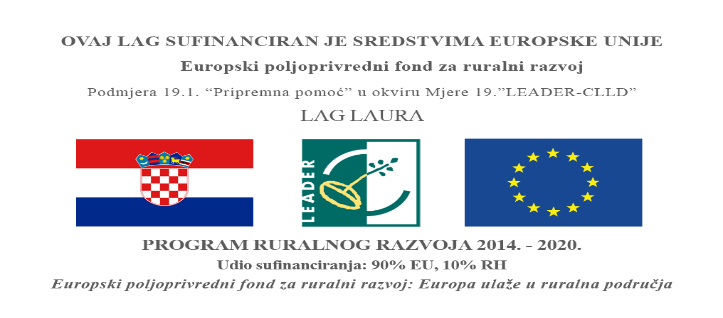 OVAJ LAG SUFINANCIRAN JE SREDSTVIMA EUROPSKE UNIJE
Europski poljoprivredni fond za ruralni razvoj
Podmjera 19.1. “Pripremna pomoć” u okviru Mjere 19.”LEADER-CLLD”
LAG LAURA
LEADER
PROGRAM RURALNOG RAZVOJA 2014. - 2020.
Udio sufinanciranja: 90% EU, 10% RH
Europski poljoprivredni fond za ruralni razvoj: Europa ulaže u ruralna područja